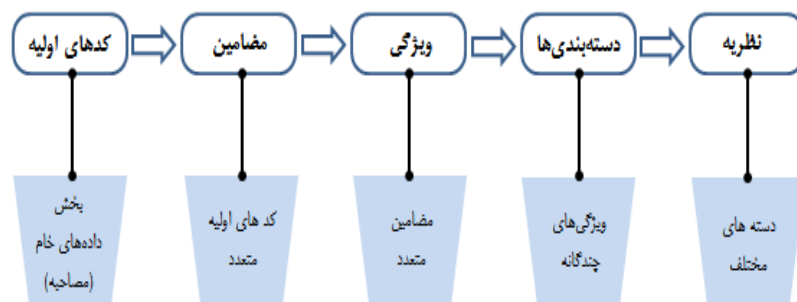 کدهای اولیه
مضامین
ویژگی
دسته‌بندی‌ها
نظریه
بخش
داده‌های خام
(مصاحبه)
کد های اولیه
متعدد
مضامین
متعدد
ویژگی‌های
چندگانه
دسته های
مختلف